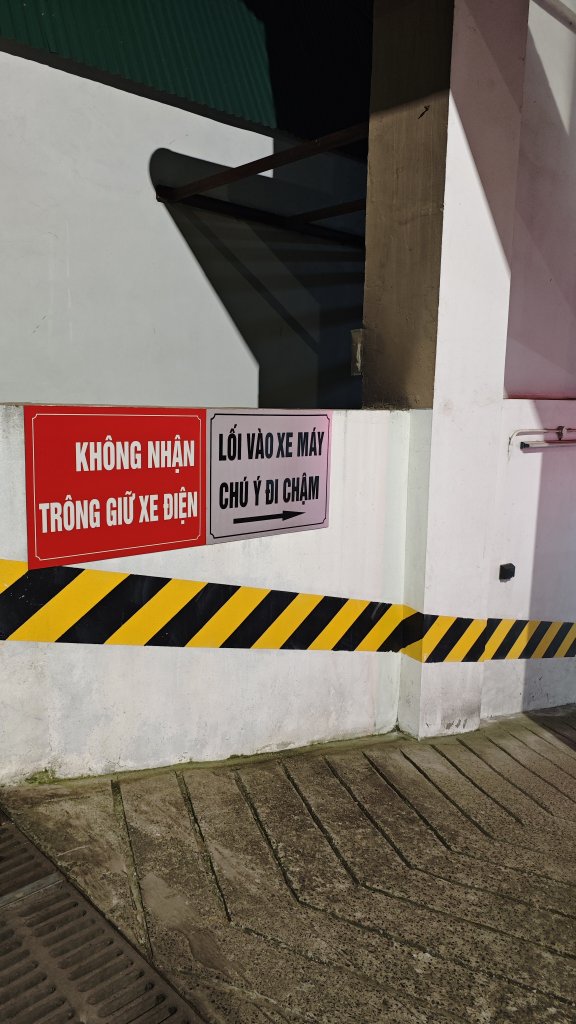 KHÔNG NHẬN
TRÔNG GIỮ XE ĐIỆN
LỐI VÀO XE MÁY
CHÚ Ý ĐI CHẬM